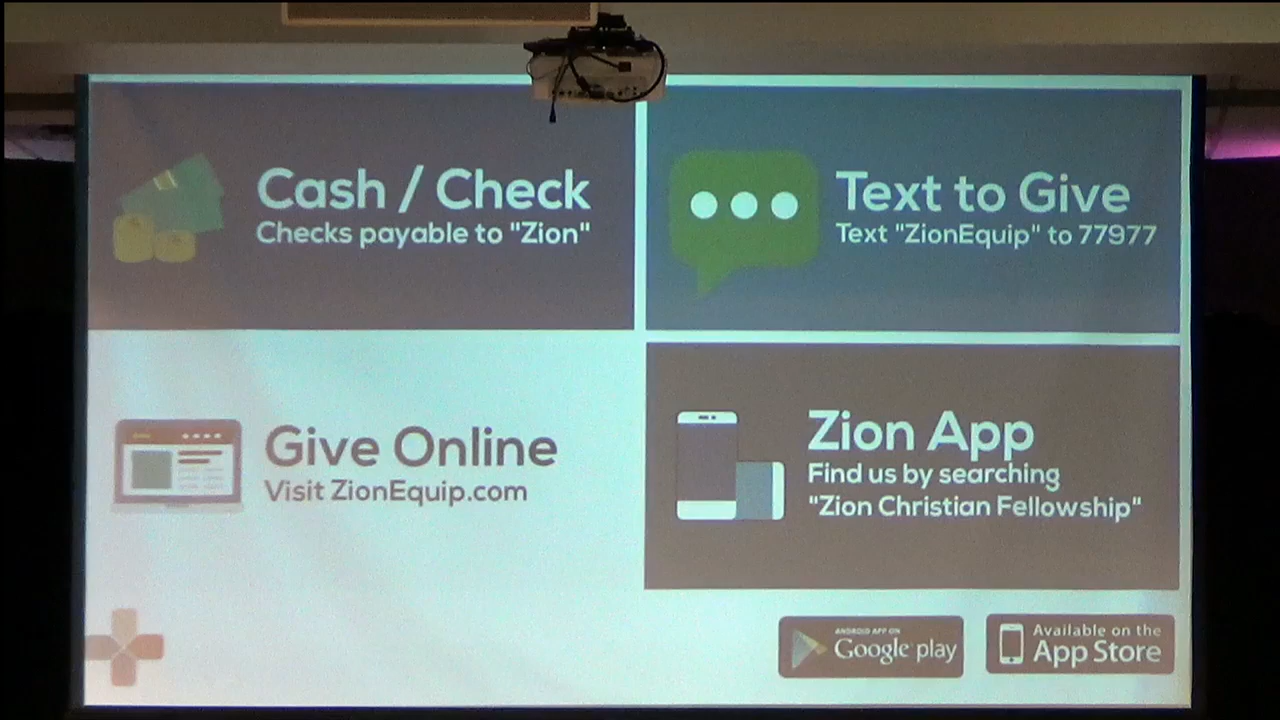 Cash / Check
Checks payable to "Zion"
Text to Give
Text "ZionEquip" to 77977
Give Online
Visit ZionEquip.com
Zion App
Find us by searching
"Zion Christian Fellowship"
ANDROID APP ON
Google play
Available on the
App Store